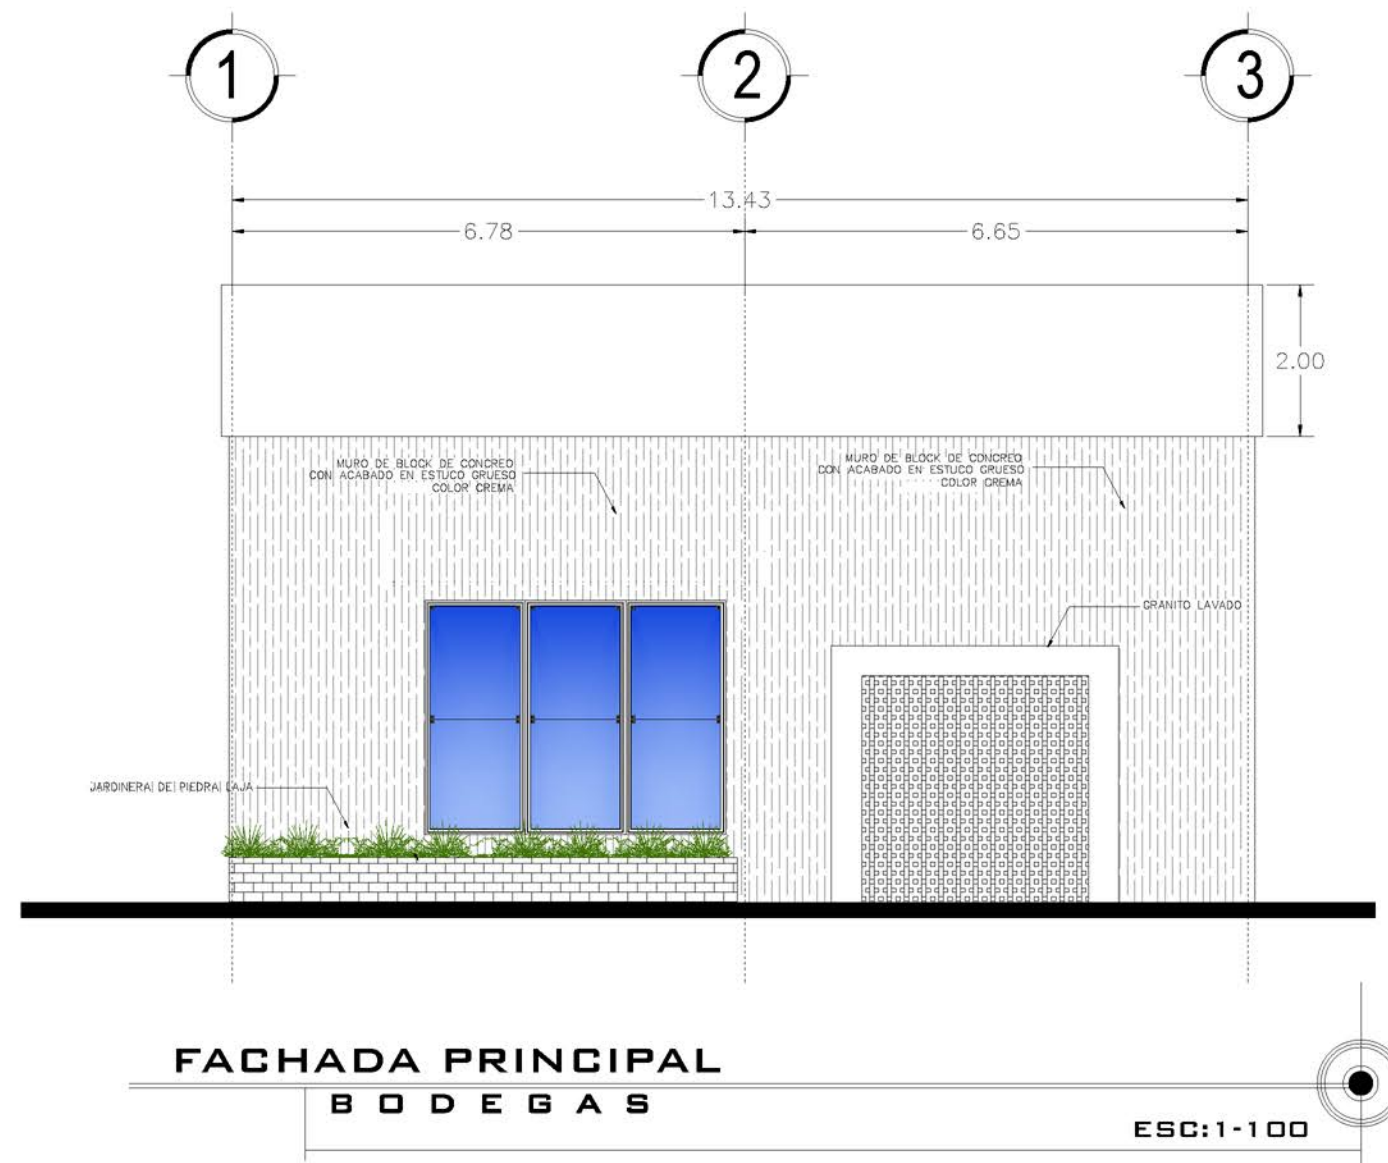 1
2
3
13.43
6.78
6.65
2.00
MURO DE BLOCK DE CONCREO
CON ACABADO EN ESTUCO GRUESO
COLOR CREMA
MURO DE BLOCK DE CONCREO
CON ACABADO EN ESTUCO GRUESO
COLOR CREMA
GRANITO LAVADO
JARDINERA DE PIEDRA LAJA
FACHADA PRINCIPAL
BODEGAS
ESC:1-100